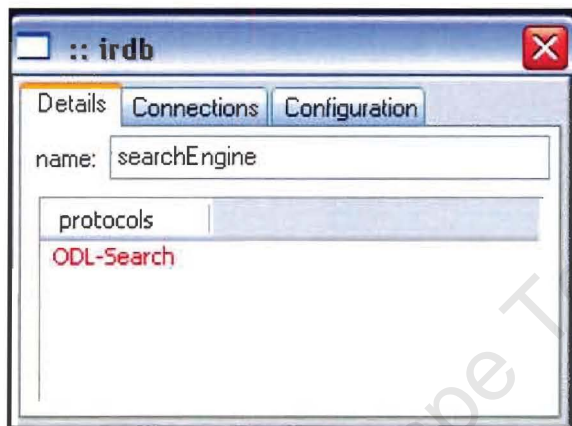 :: irdb
Details Connections Configuration
name: searchEngine
protocols
ODL-Search